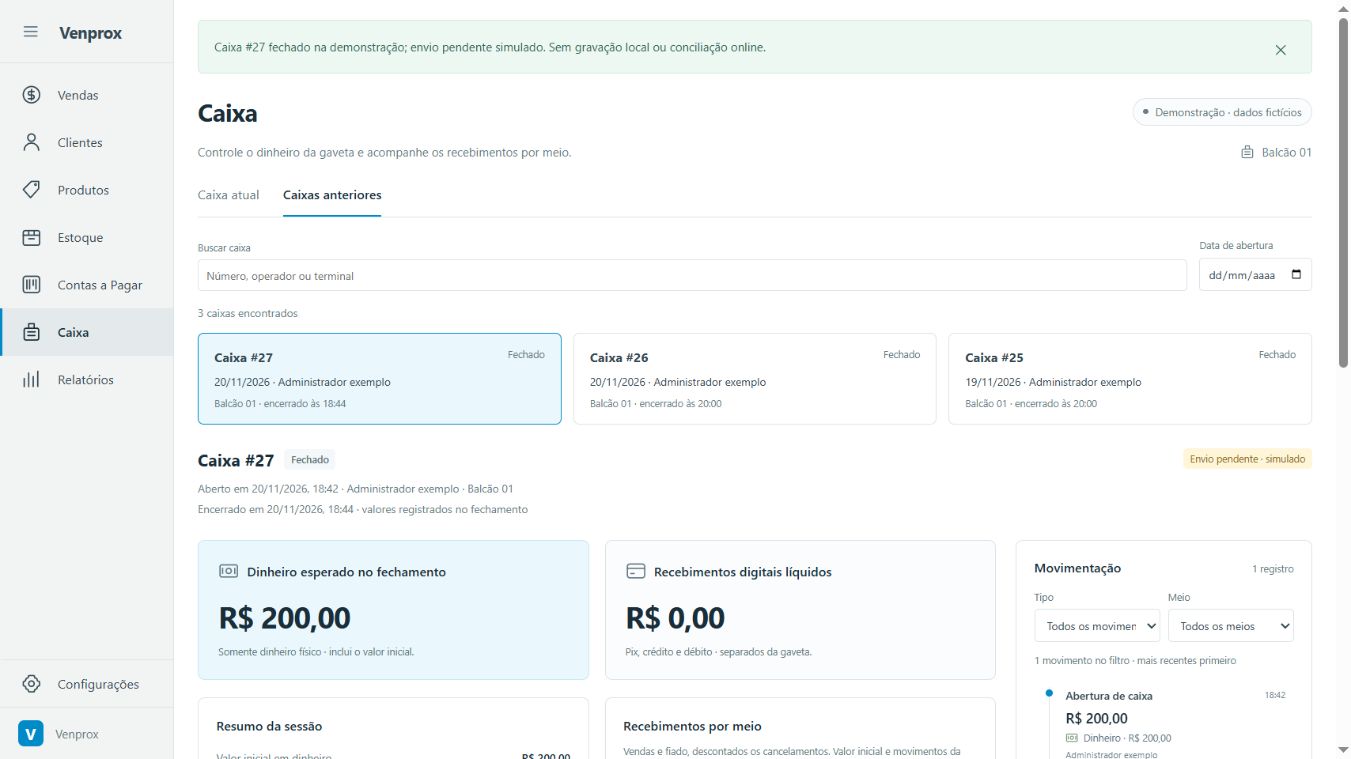 Venprox
Vendas
Clientes
Produtos
Estoque
Contas a Pagar
Caixa
Relatórios
Configurações
V Venprox
Caixa #27 fechado na demonstração; envio pendente simulado. Sem gravação local ou conciliação online.
Caixa
Demonstração · dados fictícios
Controle o dinheiro da gaveta e acompanhe os recebimentos por meio.
Balcão 01
Caixa atual
Caixas anteriores
Buscar caixa
Número, operador ou terminal
Data de abertura
dd/mm/aaaa
3 caixas encontrados
Caixa #27
Fechado
20/11/2026 · Administrador exemplo
Balcão 01 · encerrado às 18:44
Caixa #26
Fechado
20/11/2026 · Administrador exemplo
Balcão 01 · encerrado às 20:00
Caixa #25
Fechado
19/11/2026 · Administrador exemplo
Balcão 01 · encerrado às 20:00
Caixa #27
Fechado
Envio pendente · simulado
Aberto em 20/11/2026, 18:42 · Administrador exemplo · Balcão 01
Encerrado em 20/11/2026, 18:44 · valores registrados no fechamento
Dinheiro esperado no fechamento
R$ 200,00
Somente dinheiro físico · inclui o valor inicial.
Recebimentos digitais líquidos
R$ 0,00
Pix, crédito e débito · separados da gaveta.
Resumo da sessão
Valor inicial em dinheiro
R$ 200,00
Recebimentos por meio
Vendas e fiado, descontados os cancelamentos. Valor inicial e movimentos da
Movimentação
1 registro
Tipo
Meio
Todos os movimen
Todos os meios
1 movimento no filtro · mais recentes primeiro
Abertura de caixa
18:42
R$ 200,00
Dinheiro · R$ 200,00
Administrador exemplo